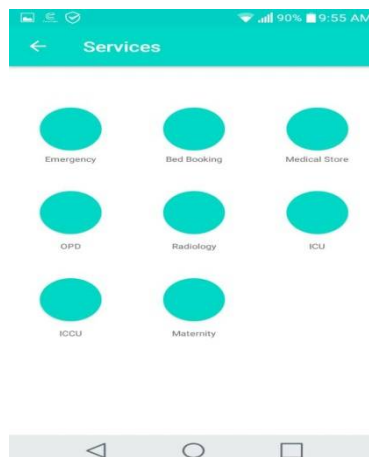 90% 9:55 AM
Services
Emergency Bed Booking Medical Store
OPD Radiology ICU
ICCU Maternity